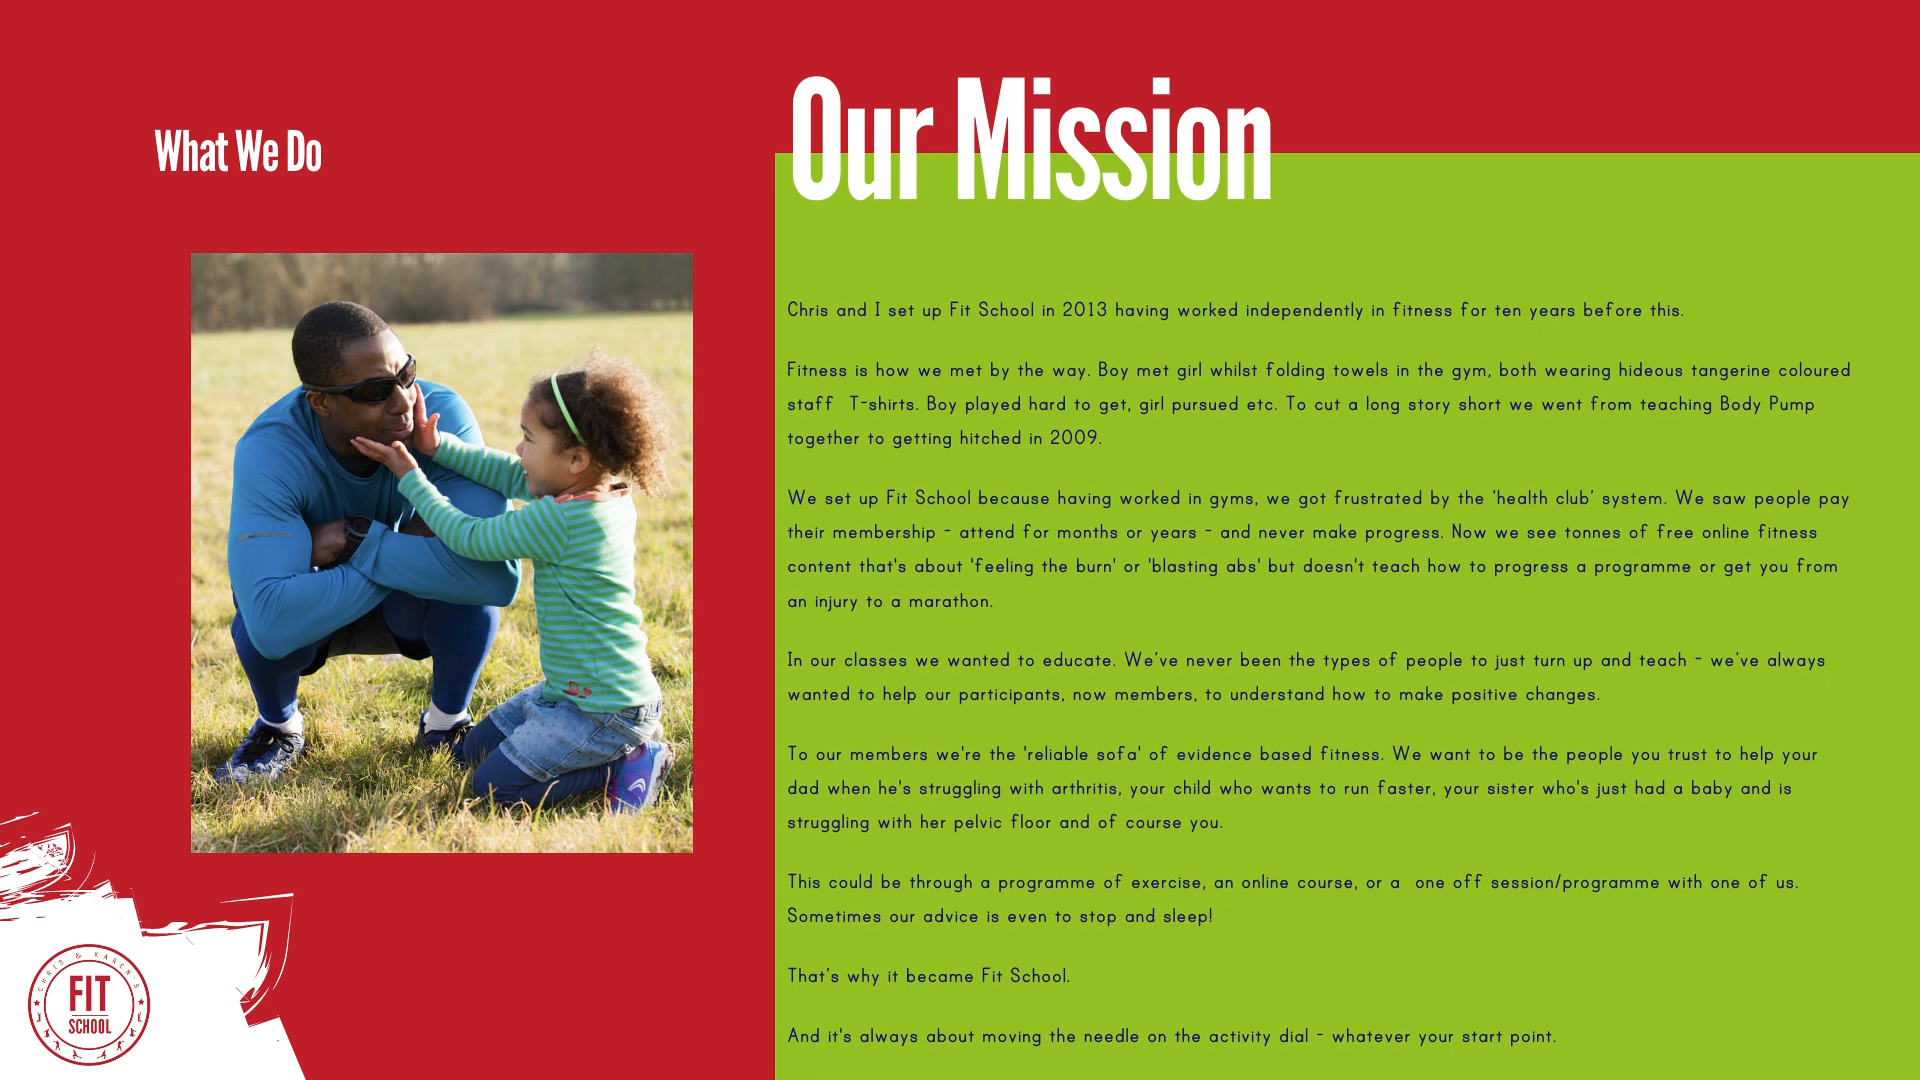 What We Do
Our Mission
Chris and I set up Fit School in 2013 having worked independently in fitness for ten years before this.
Fitness is how we met by the way. Boy met girl whilst folding towels in the gym, both wearing hideous tangerine coloured
staff  T-shirts. Boy played hard to get, girl pursued etc. To cut a long story short we went from teaching Body Pump
together to getting hitched in 2009.
We set up Fit School because having worked in gyms, we got frustrated by the 'health club' system. We saw people pay
their membership - attend for months or years - and never make progress. Now we see tonnes of free online fitness
content that's about 'feeling the burn' or 'blasting abs' but doesn't teach how to progress a programme or get you from
an injury to a marathon.
In our classes we wanted to educate. We've never been the types of people to just turn up and teach - we've always
wanted to help our participants, now members, to understand how to make positive changes.
To our members we're the 'reliable sofa' of evidence based fitness. We want to be the people you trust to help your
dad when he's struggling with arthritis, your child who wants to run faster, your sister who's just had a baby and is
struggling with her pelvic floor and of course you.
This could be through a programme of exercise, an online course, or a  one off session/programme with one of us.
Sometimes our advice is even to stop and sleep!
That's why it became Fit School.
And it's always about moving the needle on the activity dial - whatever your start point.
CHRIS & KAREN'S
FIT
SCHOOL